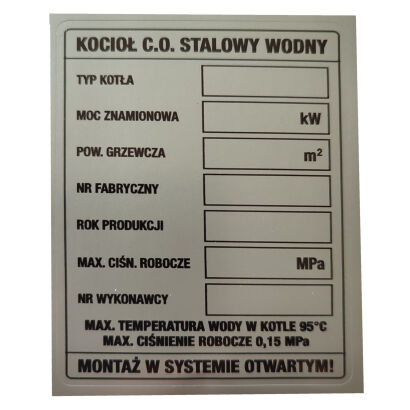 KOCIOŁ C.O. STALOWY WODNY
TYP KOTŁA
MOC ZNAMIONOWA kW
POW. GRZEWCZA m²
NR FABRYCZNY
ROK PRODUKCJI
MAX. CIŚN. ROBOCZE MPa
NR WYKONAWCY
MAX. TEMPERATURA WODY W KOTLE 95°C
MAX. CIŚNIENIE ROBOCZE 0,15 MPa
MONTAŻ W SYSTEMIE OTWARTYM!